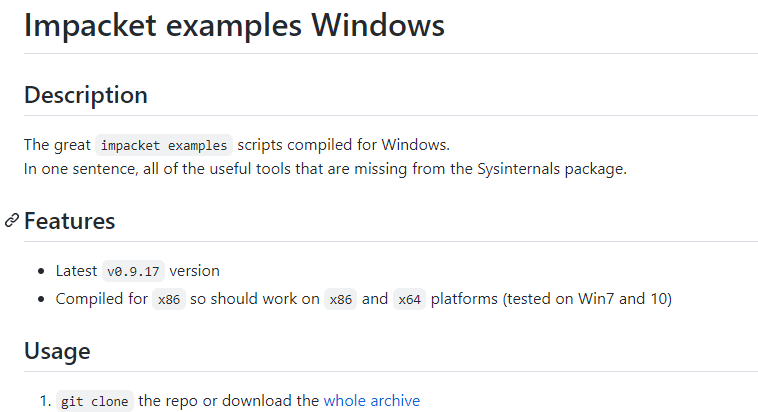 Impacket examples Windows
Description
The great impacket examples scripts compiled for Windows.
In one sentence, all of the useful tools that are missing from the Sysinternals package.
Features
• Latest v0.9.17 version
• Compiled for x86 so should work on x86 and x64 platforms (tested on Win7 and 10)
Usage
1. git clone the repo or download the whole archive